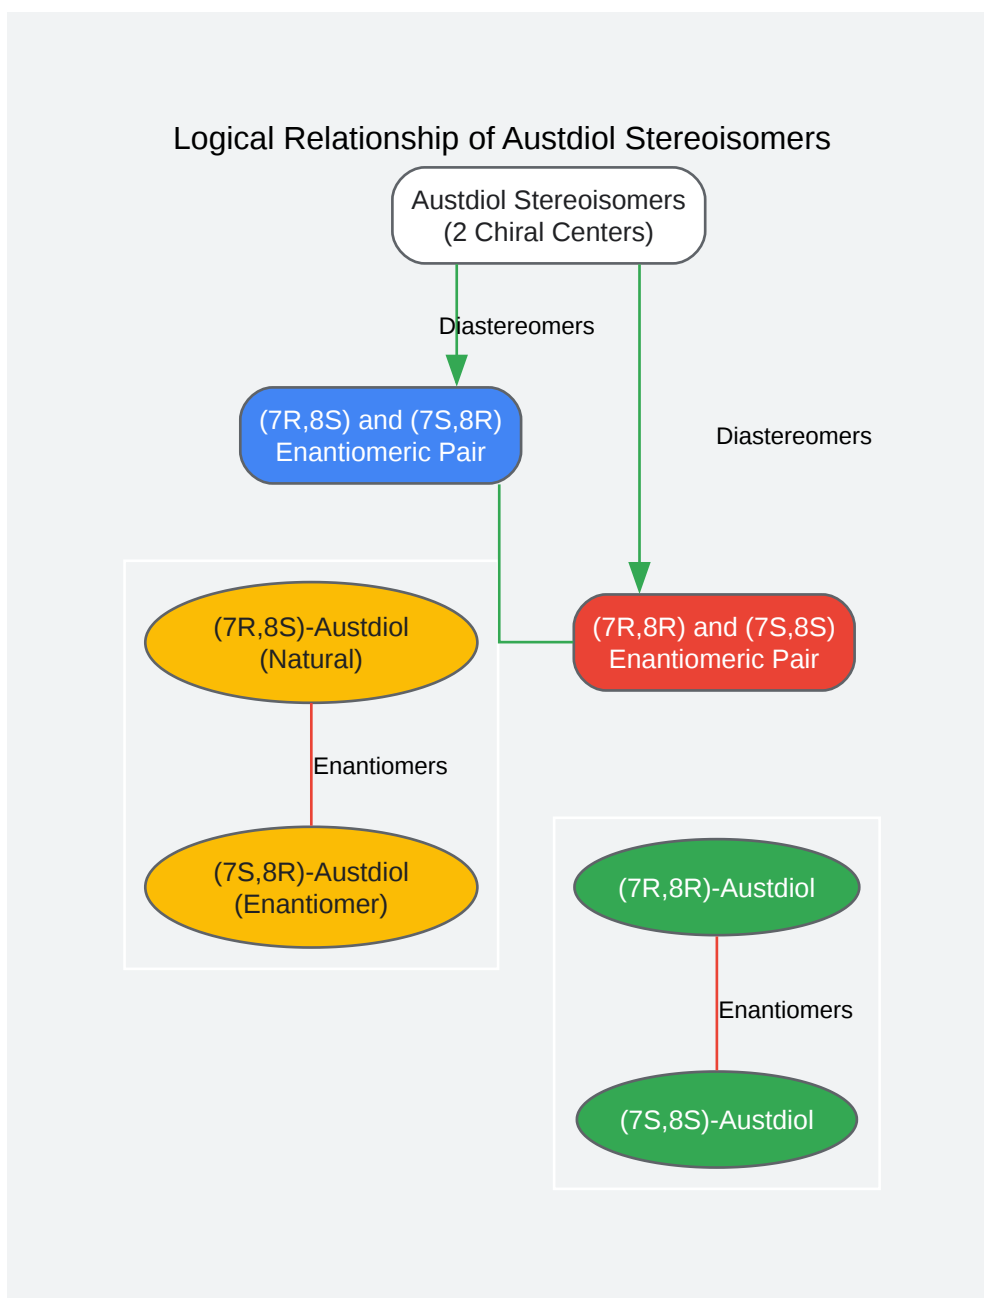 Logical Relationship of Austdiol Stereoisomers
Austdiol Stereoisomers
(2 Chiral Centers)
Diastereomers
(7R,8S) and (7S,8R)
Enantiomeric Pair
Diastereomers
(7R,8S)-Austdiol
(Natural)
(7R,8R) and (7S,8S)
Enantiomeric Pair
Enantiomers
(7S,8R)-Austdiol
(Enantiomer)
(7R,8R)-Austdiol
Enantiomers
(7S,8S)-Austdiol